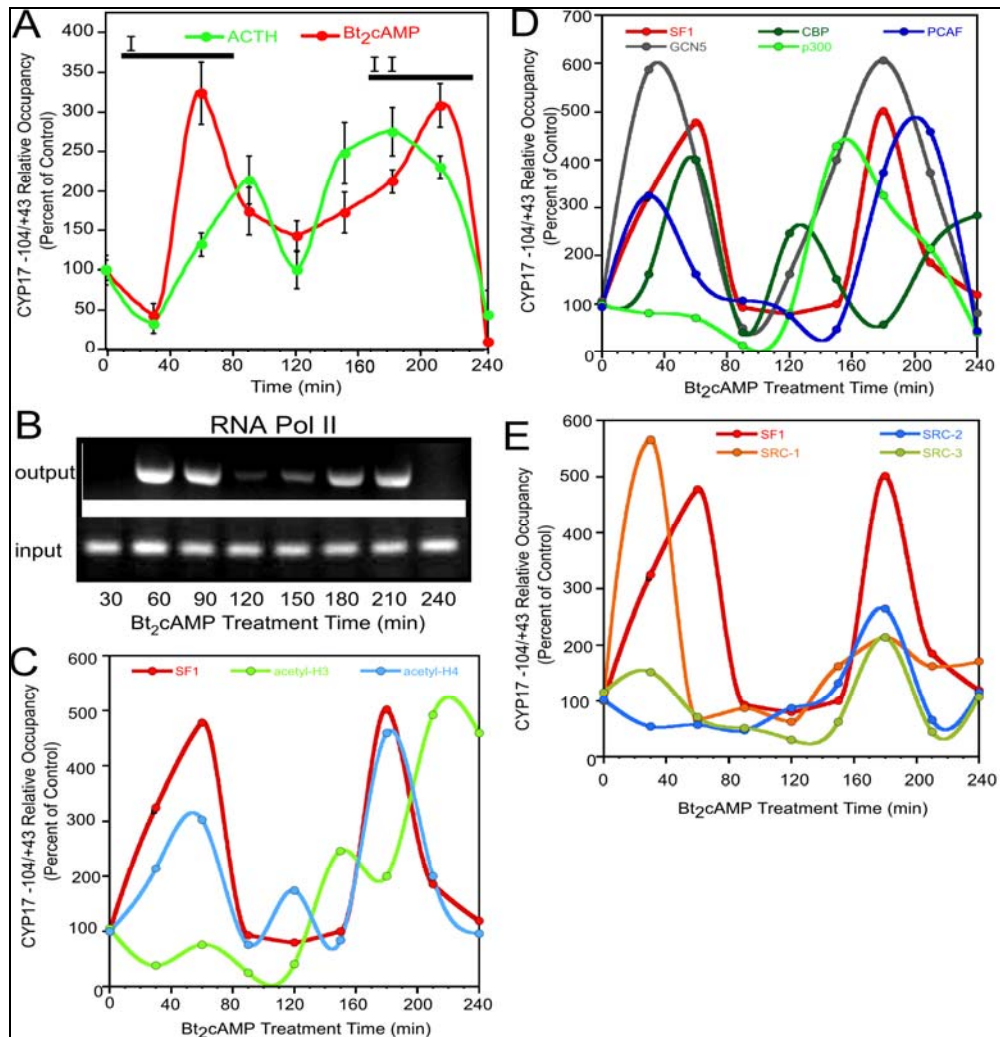 A
ACTH
Bt₂cAMP
I
I I
CYP17 -104/+43 Relative Occupancy
(Percent of Control)
400
350
300
250
200
150
100
50
0
0 40 80 120 160 200 240
Time (min)
B
RNA Pol II
output
input
30 60 90 120 150 180 210 240
Bt₂cAMP Treatment Time (min)
C
SF1 acetyl-H3 acetyl-H4
CYP17 -104/+43 Relative Occupancy
(Percent of Control)
600
500
400
300
200
100
0
0 40 80 120 160 200 240
Bt₂cAMP Treatment Time (min)
D
SF1 CBP PCAF
GCN5 p300
CYP17 -104/+43 Relative Occupancy
(Percent of Control)
700
600
500
400
300
200
100
0
0 40 80 120 160 200 240
Bt₂cAMP Treatment Time (min)
E
SF1 SRC-2
SRC-1 SRC-3
CYP17 -104/+43 Relative Occupancy
(Percent of Control)
600
500
400
300
200
100
0
0 40 80 120 160 200 240
Bt₂cAMP Treatment Time (min)